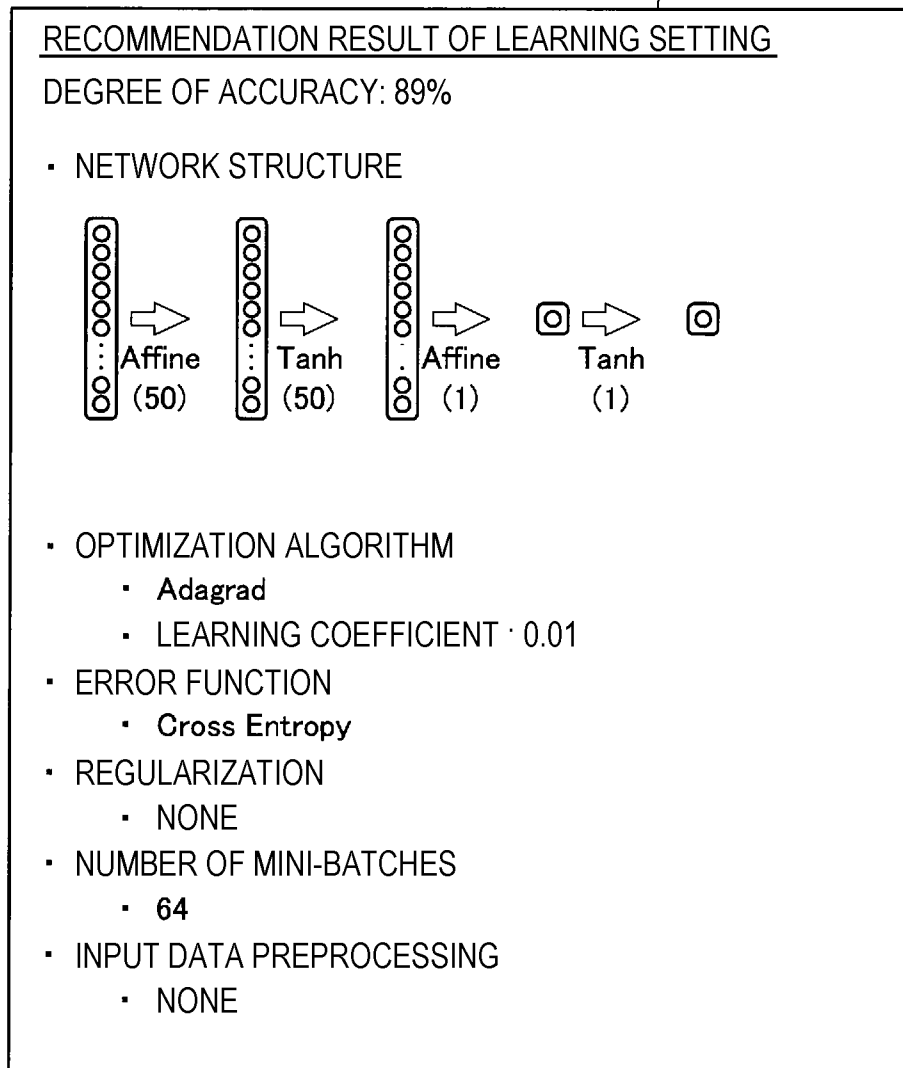 RECOMMENDATION RESULT OF LEARNING SETTING
DEGREE OF ACCURACY: 89%
・ NETWORK STRUCTURE
Affine Tanh Affine Tanh
(50) (50) (1) (1)
・ OPTIMIZATION ALGORITHM
・ Adagrad
・ LEARNING COEFFICIENT · 0.01
・ ERROR FUNCTION
・ Cross Entropy
・ REGULARIZATION
・ NONE
・ NUMBER OF MINI-BATCHES
・ 64
・ INPUT DATA PREPROCESSING
・ NONE